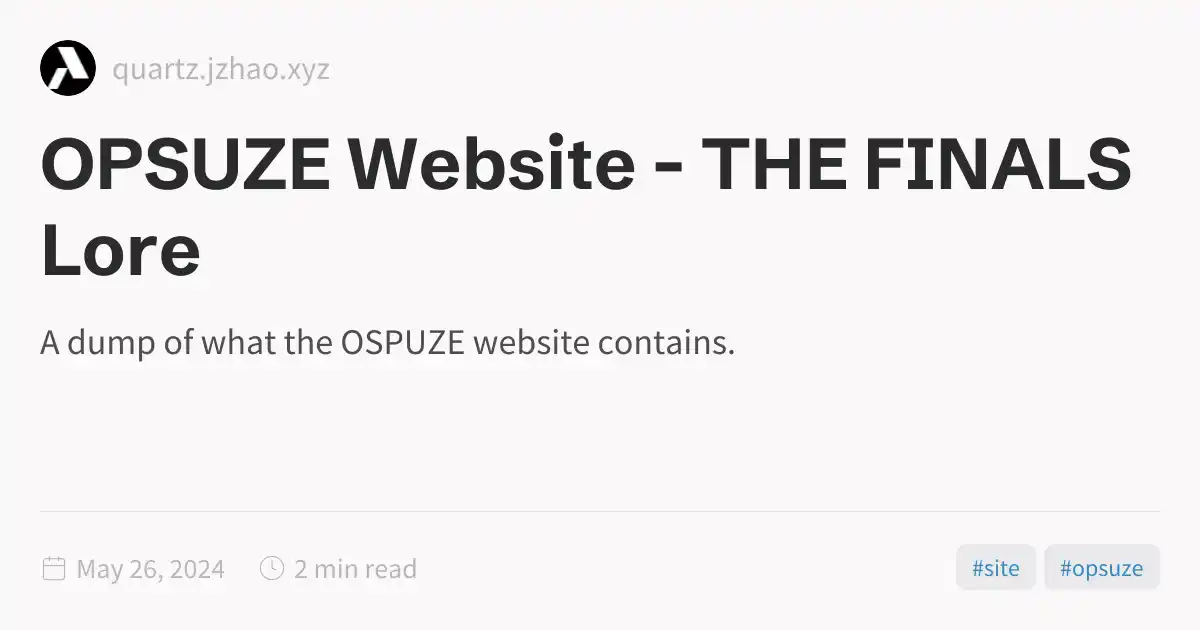 quartz.jzhao.xyz
OPSUZE Website - THE FINALS
Lore
A dump of what the OSPUZE website contains.
May 26, 2024
2 min read
#site
#opsuze